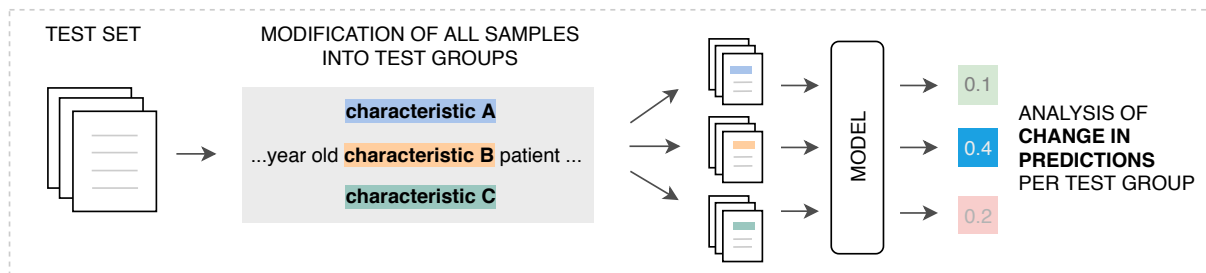 TEST SET
MODIFICATION OF ALL SAMPLES
INTO TEST GROUPS
characteristic A
...year old characteristic B patient ...
characteristic C
MODEL
0.1
0.4
0.2
ANALYSIS OF
CHANGE IN
PREDICTIONS
PER TEST GROUP